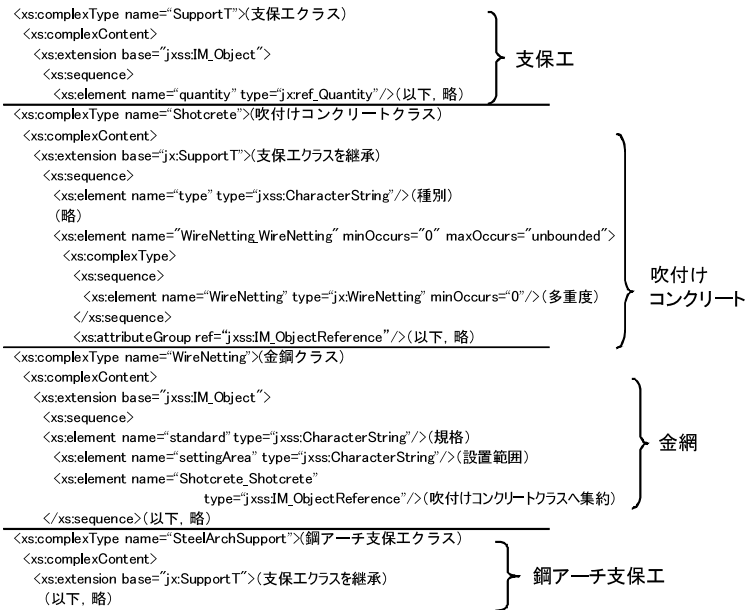 <xs:complexType name="SupportT">(支保工クラス)
<xs:complexContent>
<xs:extension base="jxss:IM_Object">
<xs:sequence>
<xs:element name="quantity" type="jx:ref_Quantity"/>(以下, 略)
支保工
<xs:complexType name="Shotcrete">(吹付けコンクリートクラス)
<xs:complexContent>
<xs:extension base="jx:SupportT">(支保工クラスを継承)
<xs:sequence>
<xs:element name="type" type="jxss:CharacterString"/>(種別)
(略)
<xs:element name="WireNetting_WireNetting" minOccurs="0" maxOccurs="unbounded">
<xs:complexType>
<xs:sequence>
<xs:element name="WireNetting" type="jx:WireNetting" minOccurs="0"/>(多重度)
</xs:sequence>
<xs:attributeGroup ref="jxss:IM_ObjectReference"/>(以下, 略)
吹付け
コンクリート
<xs:complexType name="WireNetting">(金鋼クラス)
<xs:complexContent>
<xs:extension base="jxss:IM_Object">
<xs:sequence>
<xs:element name="standard" type="jxss:CharacterString"/>(規格)
<xs:element name="settingArea" type="jxss:CharacterString"/>(設置範囲)
<xs:element name="Shotcrete_Shotcrete"
type="jxss:IM_ObjectReference"/>(吹付けコンクリートクラスへ集約)
</xs:sequence>(以下, 略)
金網
<xs:complexType name="SteelArchSupport">(鋼アーチ支保工クラス)
<xs:complexContent>
<xs:extension base="jx:SupportT">(支保工クラスを継承)
(以下, 略)
鋼アーチ支保工